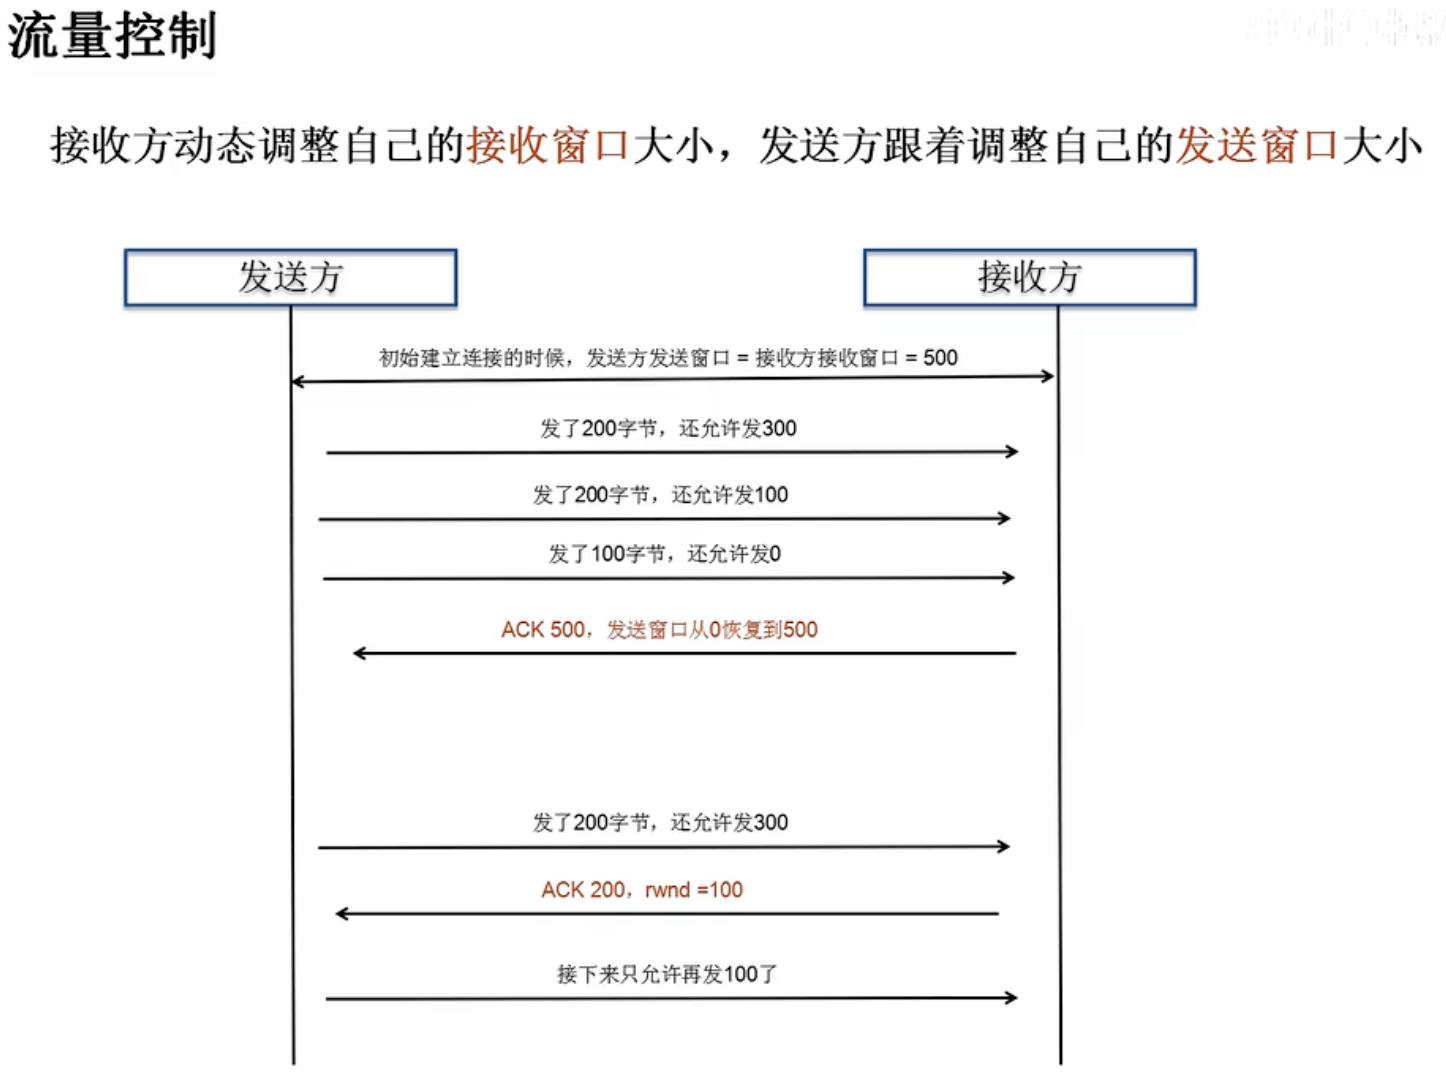 流量控制
接收方动态调整自己的接收窗口大小，发送方跟着调整自己的发送窗口大小
发送方
接收方
初始建立连接的时候，发送方发送窗口 = 接收方接收窗口 = 500
发了200字节，还允许发300
发了200字节，还允许发100
发了100字节，还允许发0
ACK 500，发送窗口从0恢复到500
发了200字节，还允许发300
ACK 200，rwnd =100
接下来只允许再发100了